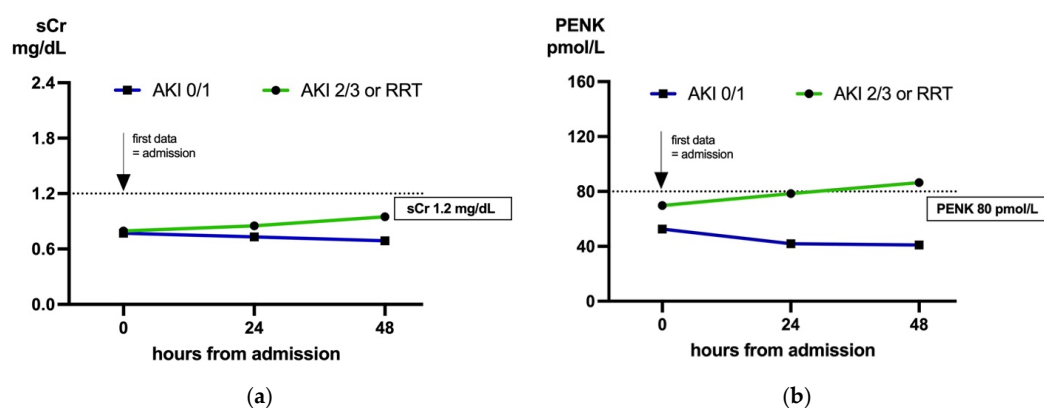 sCr
mg/dL
2.4
AKI 0/1
AKI 2/3 or RRT
1.8
first data
= admission
1.2
sCr 1.2 mg/dL
0.6
0.0
0
24
48
hours from admission
(a)
PENK
pmol/L
160
AKI 0/1
AKI 2/3 or RRT
120
first data
= admission
80
PENK 80 pmol/L
40
0
0
24
48
hours from admission
(b)